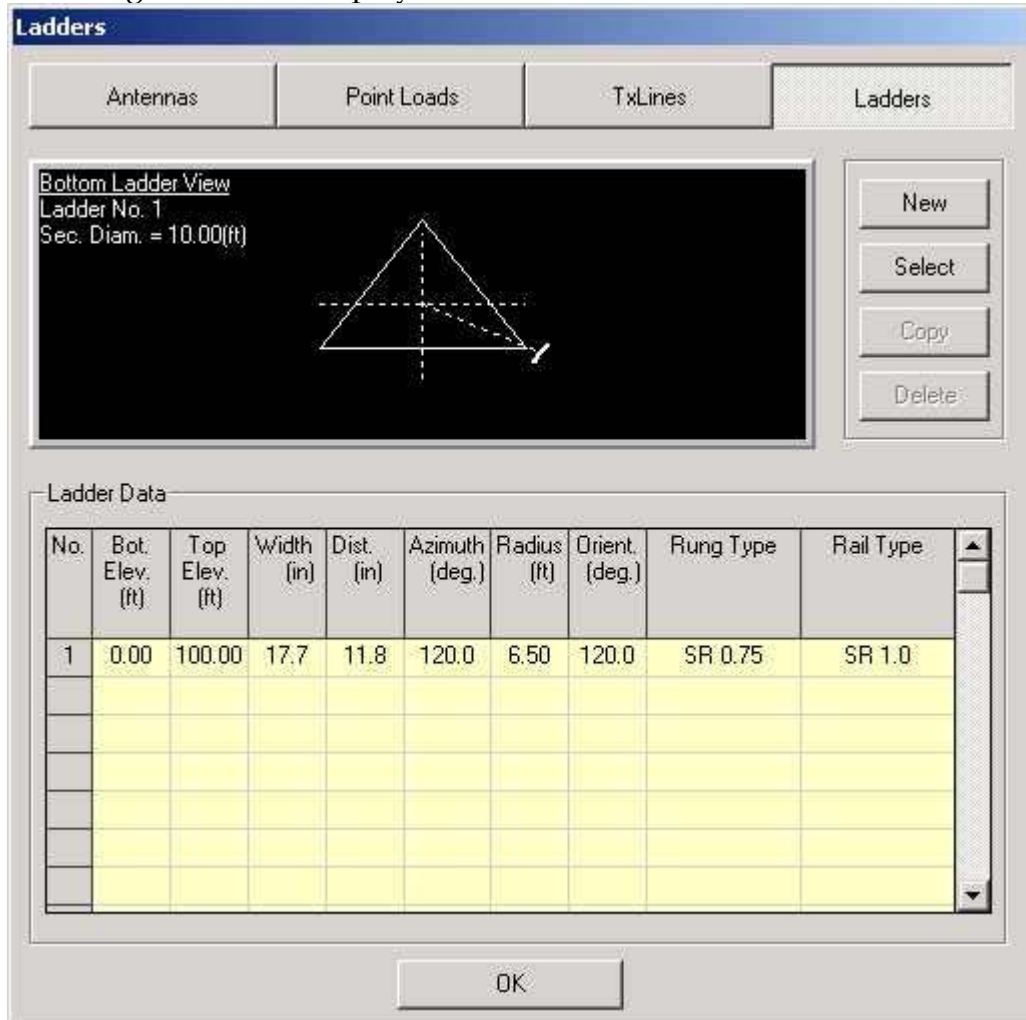 Ladders
Antennas Point Loads TxLines Ladders
Bottom Ladder View
Ladder No. 1
Sec. Diam. = 10.00(ft)
New
Select
Copy
Delete
Ladder Data
No. Bot. Elev. (ft) Top Elev. (ft) Width (in) Dist. (in) Azimuth (deg.) Radius (ft) Orient. (deg.) Rung Type Rail Type
1 0.00 100.00 17.7 11.8 120.0 6.50 120.0 SR 0.75 SR 1.0
OK